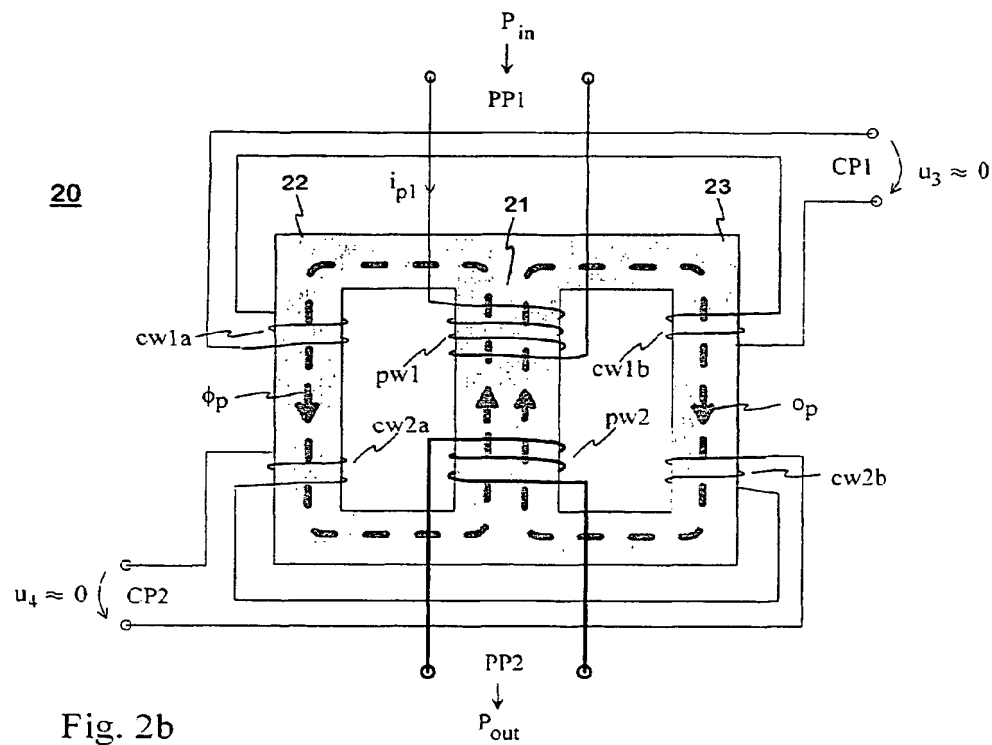 P_in
PP1
20
22
i_p1
21
23
CP1
u_3 ≈ 0
cw1a
pw1
cw1b
ϕ_p
cw2a
pw2
o_p
cw2b
u_4 ≈ 0
CP2
PP2
P_out
Fig. 2b